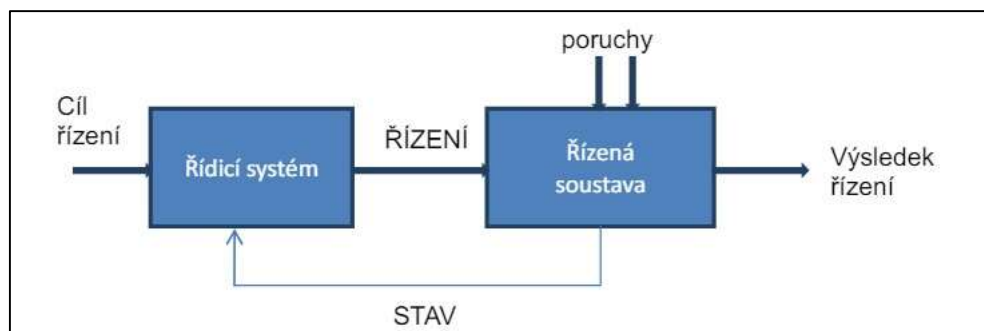 poruchy
Cíl
řízení
Řídicí systém
ŘÍZENÍ
Řízená
soustava
Výsledek
řízení
STAV